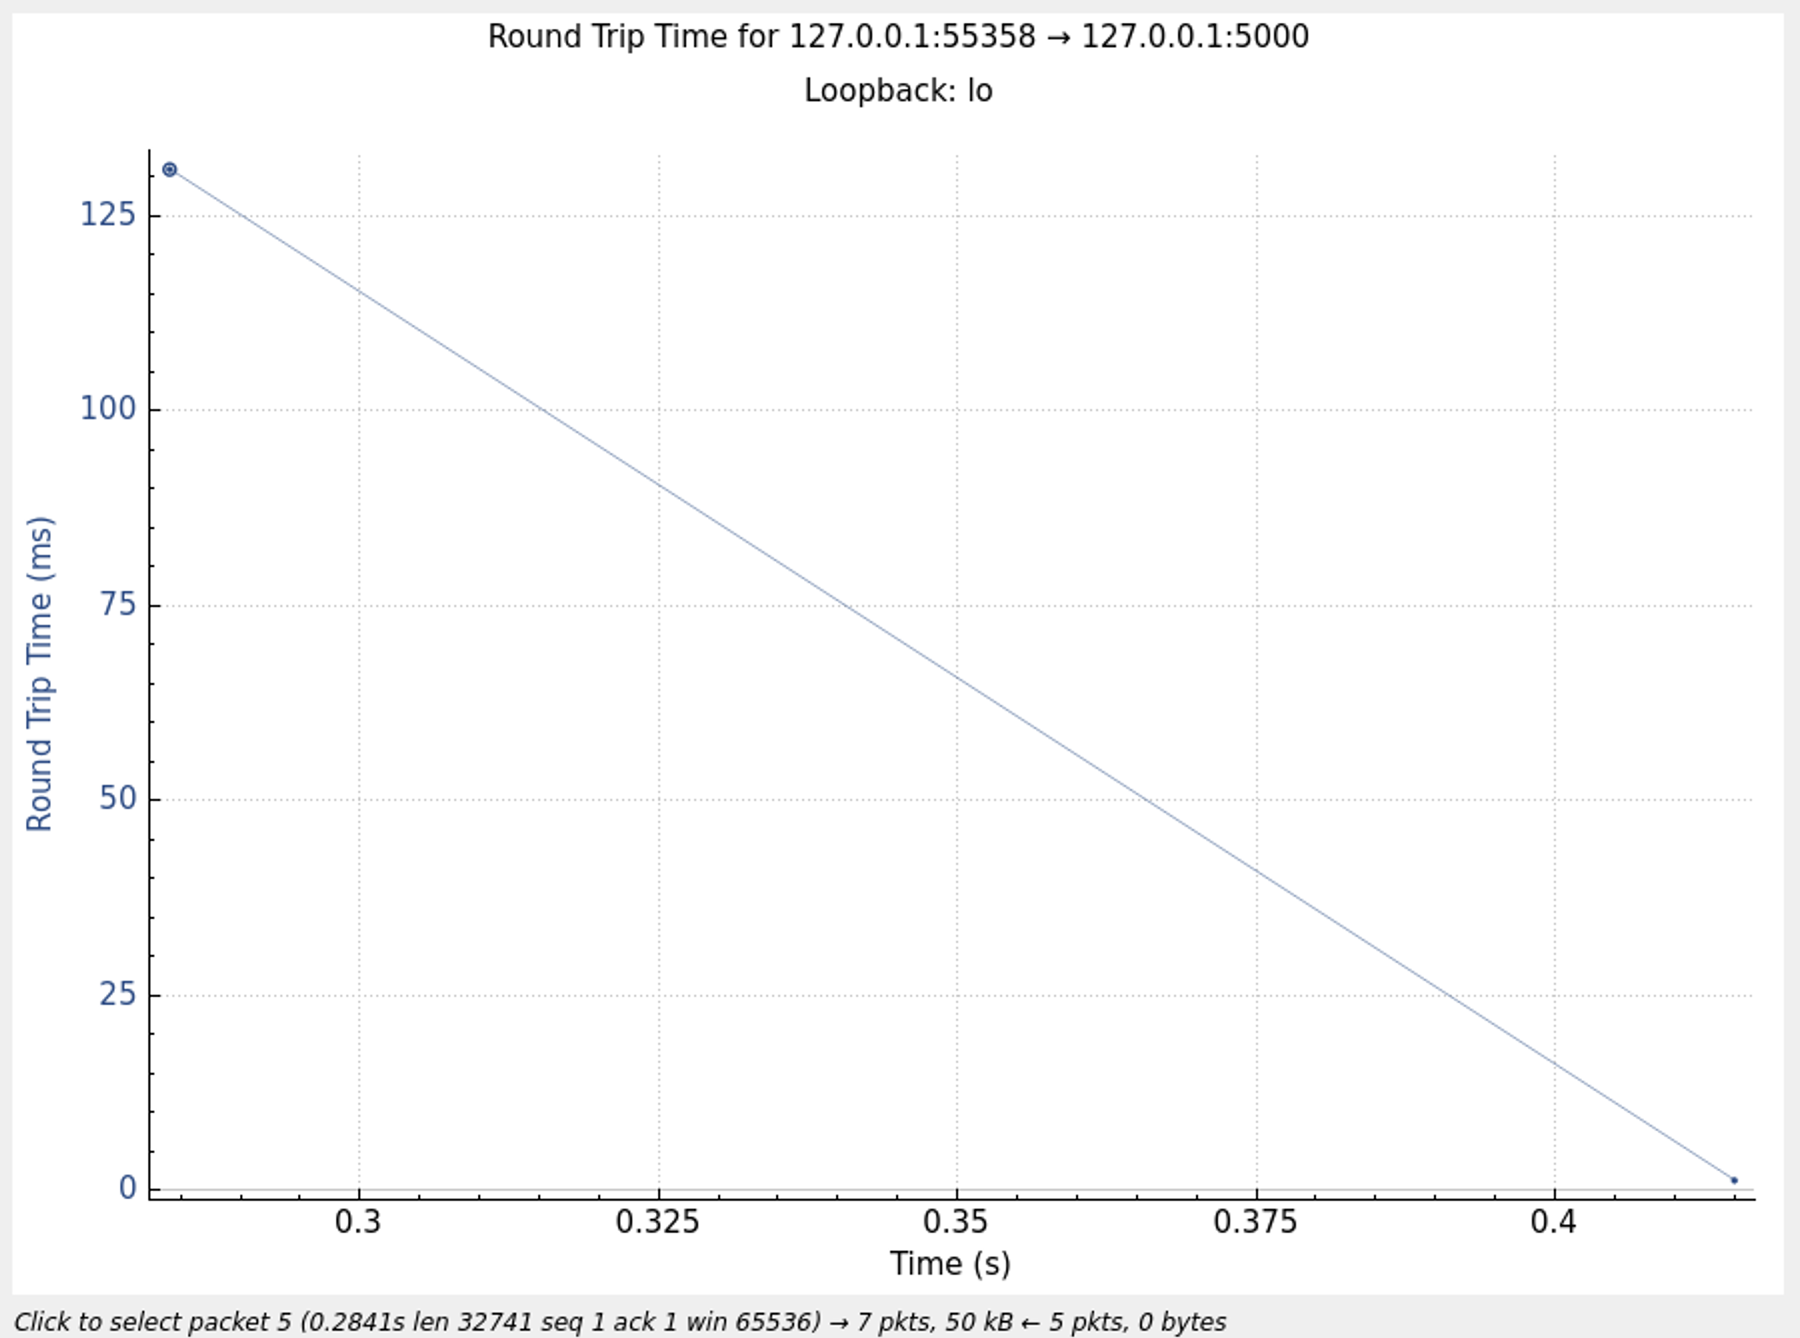 Round Trip Time for 127.0.0.1:55358 → 127.0.0.1:5000
Loopback: lo
Round Trip Time (ms)
125
100
75
50
25
0
0.3 0.325 0.35 0.375 0.4
Time (s)
Click to select packet 5 (0.2841s len 32741 seq 1 ack 1 win 65536) → 7 pkts, 50 kB ← 5 pkts, 0 bytes